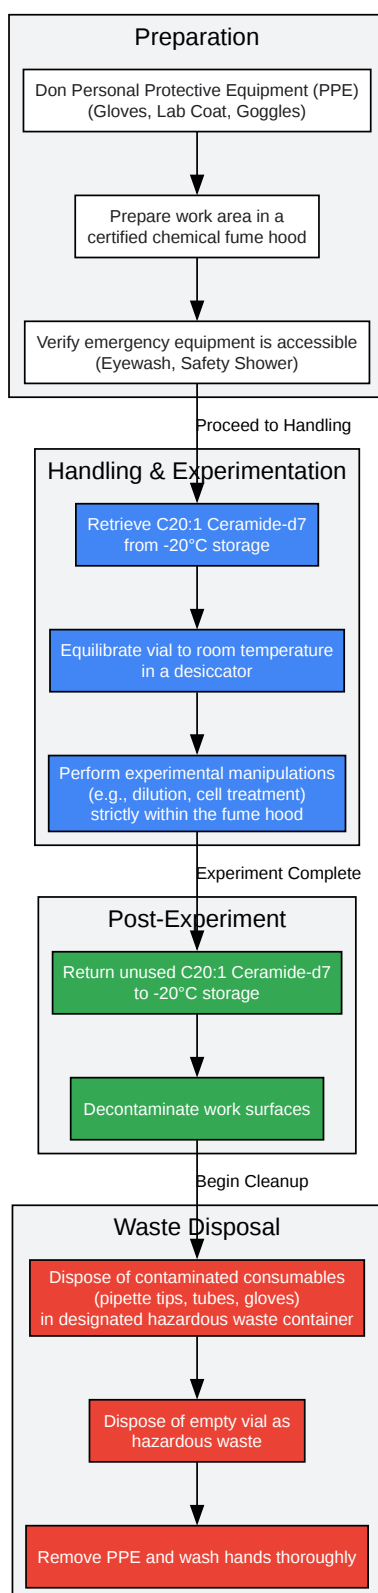 Preparation
Don Personal Protective Equipment (PPE)
(Gloves, Lab Coat, Goggles)
Prepare work area in a
certified chemical fume hood
Verify emergency equipment is accessible
(Eyewash, Safety Shower)
Proceed to Handling
Handling & Experimentation
Retrieve C20:1 Ceramide-d7
from -20°C storage
Equilibrate vial to room temperature
in a desiccator
Perform experimental manipulations
(e.g., dilution, cell treatment)
strictly within the fume hood
Experiment Complete
Post-Experiment
Return unused C20:1 Ceramide-d7
to -20°C storage
Decontaminate work surfaces
Begin Cleanup
Waste Disposal
Dispose of contaminated consumables
(pipette tips, tubes, gloves)
in designated hazardous waste container
Dispose of empty vial as
hazardous waste
Remove PPE and wash hands thoroughly